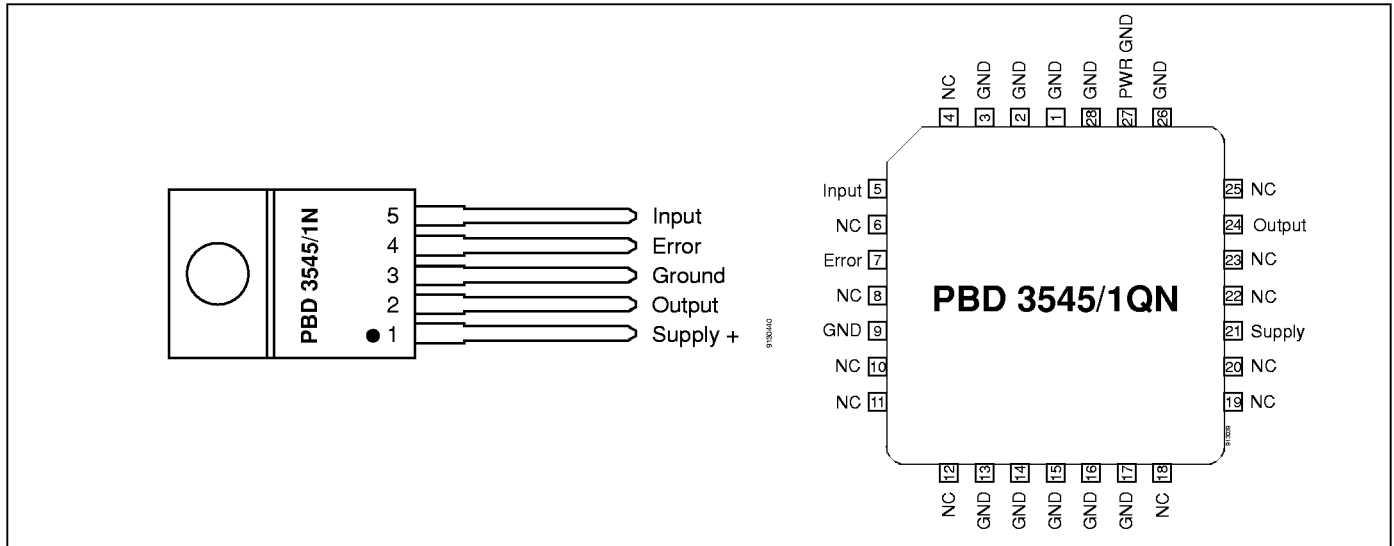 PBD 3545/1N
5 Input
4 Error
3 Ground
2 Output
1 Supply +
9130440
NC GND GND GND GND PWR GND GND
4 3 2 1 28 27 26
Input 5
NC 6
Error 7
NC 8
GND 9
NC 10
NC 11
PBD 3545/1QN
25 NC
24 Output
23 NC
22 NC
21 Supply
20 NC
19 NC
12 13 14 15 16 17 18
NC GND GND GND GND GND NC